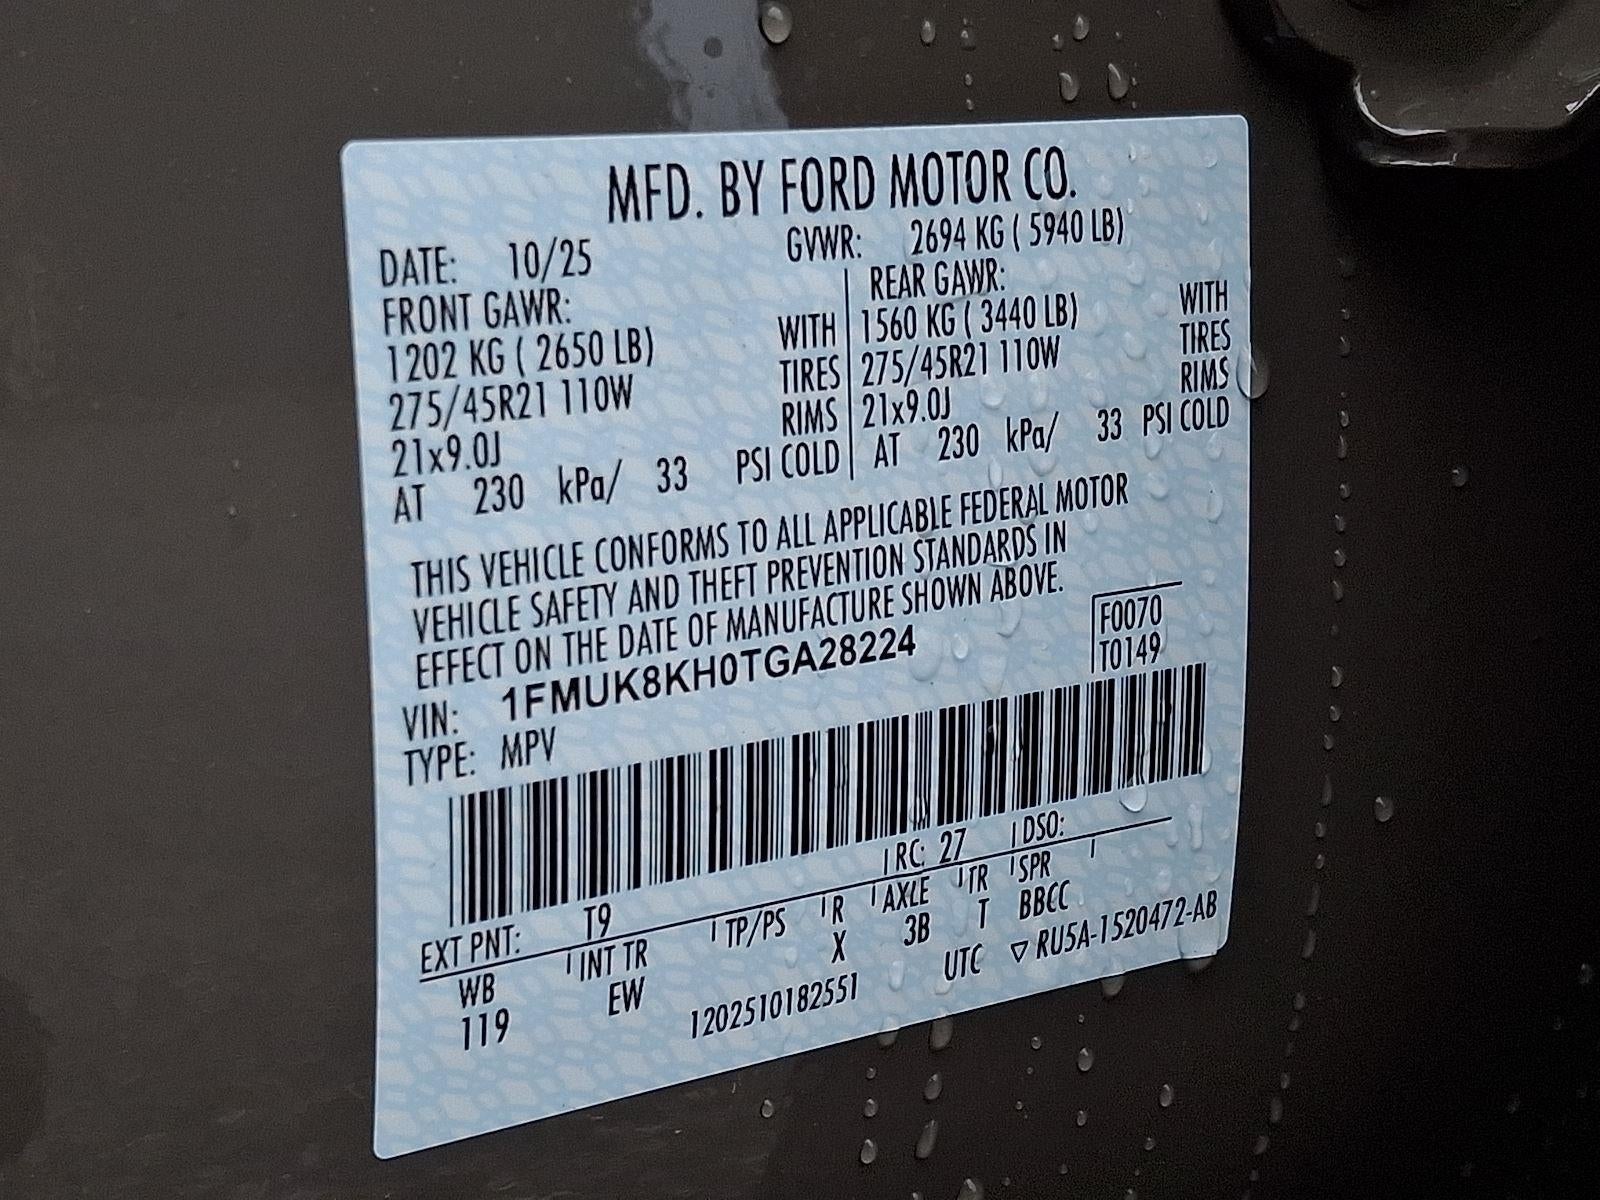 MFD. BY FORD MOTOR CO.
DATE: 10/25 GVWR: 2694 KG ( 5940 LB)
FRONT GAWR: REAR GAWR:
1202 KG ( 2650 LB) WITH 1560 KG ( 3440 LB) WITH
275/45R21 110W TIRES 275/45R21 110W TIRES
21x9.0J RIMS 21x9.0J RIMS
AT 230 kPa/ 33 PSI COLD AT 230 kPa/ 33 PSI COLD
THIS VEHICLE CONFORMS TO ALL APPLICABLE FEDERAL MOTOR
VEHICLE SAFETY AND THEFT PREVENTION STANDARDS IN
EFFECT ON THE DATE OF MANUFACTURE SHOWN ABOVE.
VIN: 1FMUK8KH0TGA28224 F0070
TYPE: MPV T0149
EXT PNT: T9 RC: 27 DSO:
WB INT TR TP/PS R AXLE TR SPR
119 EW X 3B T BBCC
1202510182551 UTC ▽ RU5A-1520472-AB